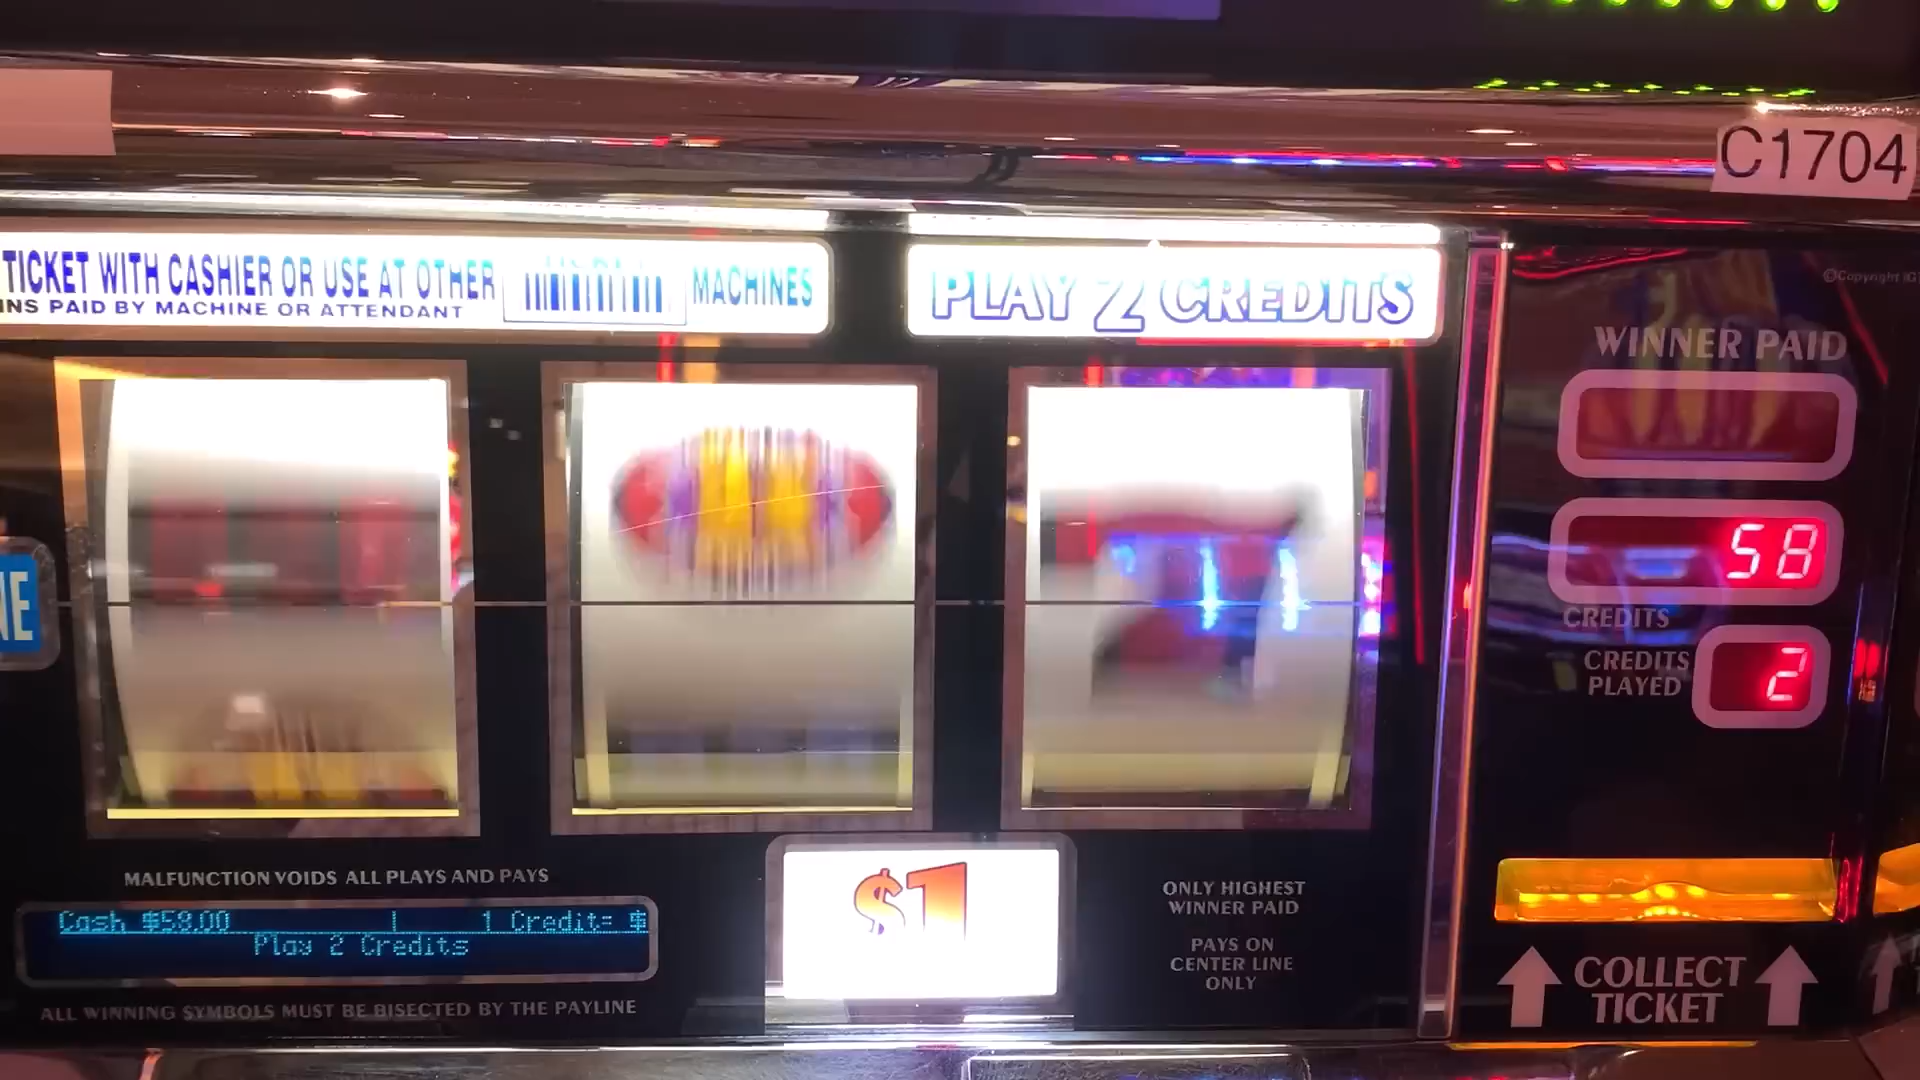 C1704
TICKET WITH CASHIER OR USE AT OTHER MACHINES
INS PAID BY MACHINE OR ATTENDANT
PLAY 2 CREDITS
©Copyright IG
WINNER PAID
58
CREDITS
CREDITS
PLAYED
2
NE
MALFUNCTION VOIDS ALL PLAYS AND PAYS
Cash $58.00 | 1 Credit= $
Play 2 Credits
ALL WINNING SYMBOLS MUST BE BISECTED BY THE PAYLINE
$1
ONLY HIGHEST
WINNER PAID
PAYS ON
CENTER LINE
ONLY
COLLECT
TICKET